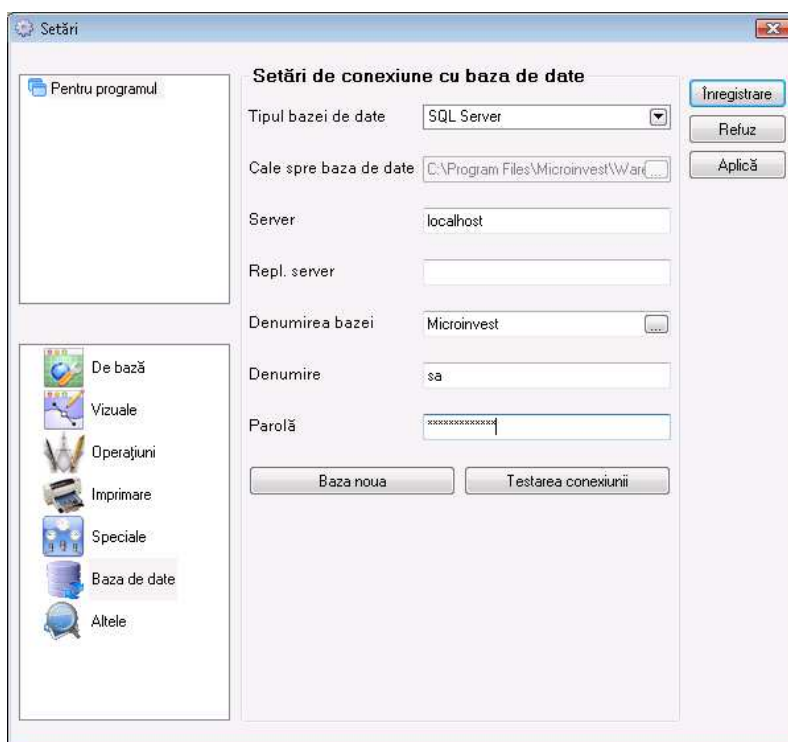 Setări
Pentru programul
De bază
Vizuale
Operaţiuni
Imprimare
Speciale
Baza de date
Altele
Setări de conexiune cu baza de date
Tipul bazei de date SQL Server
Cale spre baza de date C:\Program Files\Microinvest\Ware ...
Server localhost
Repl. server
Denumirea bazei Microinvest ...
Denumire sa
Parolă *************
Baza noua Testarea conexiunii
Înregistrare
Refuz
Aplică